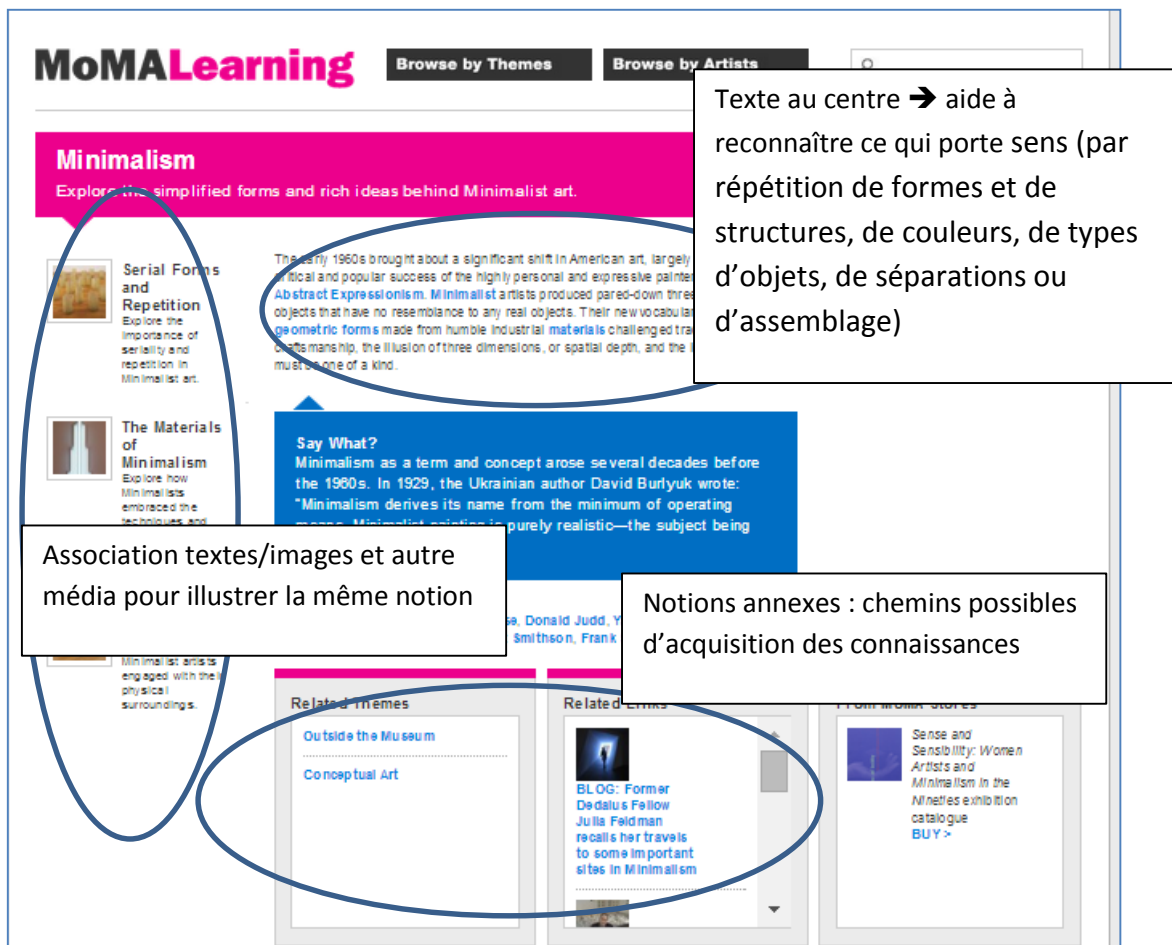 MoMALearning
Browse by Themes
Browse by Artists
Texte au centre ➔ aide à
reconnaître ce qui porte sens (par
répétition de formes et de
structures, de couleurs, de types
d’objets, de séparations ou
d’assemblage)
Minimalism
Explore the simplified forms and rich ideas behind Minimalist art.
Serial Forms
and
Repetition
Explore the
importance of
seriality and
repetition in
Minimalist art.
The early 1960s brought about a significant shift in American art, largely
critical and popular success of the highly personal and expressive painter
Abstract Expressionism. Minimalist artists produced pared-down three
objects that have no resemblance to any real objects. Their new vocabular
geometric forms made from humble industrial materials challenged tra
craftsmanship, the illusion of three dimensions, or spatial depth, and the
must be one of a kind.
The Materials
of
Minimalism
Explore how
Minimalists
embraced the
techniques and
Say What?
Minimalism as a term and concept arose several decades before
the 1960s. In 1929, the Ukrainian author David Burlyuk wrote:
"Minimalism derives its name from the minimum of operating
means. Minimalist painting is purely realistic—the subject being
Association textes/images et autre
média pour illustrer la même notion
Notions annexes : chemins possibles
d’acquisition des connaissances
se, Donald Judd, Y
Smithson, Frank
Minimalist artists
engaged with their
physical
surroundings.
Related Themes
Outside the Museum
Conceptual Art
Related Links
BLOG: Former
Dedalus Fellow
Julia Feldman
recalls her travels
to some important
sites in Minimalism
From MoMA Stores
Sense and
Sensibility: Women
Artists and
Minimalism in the
Nineties exhibition
catalogue
BUY >